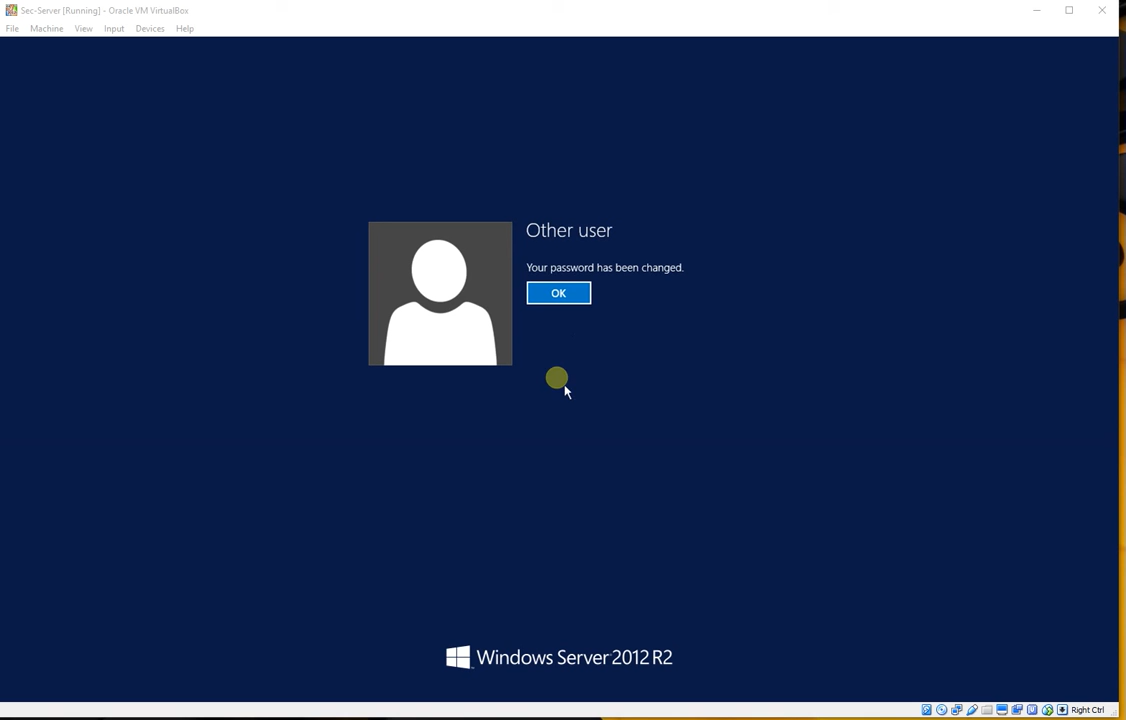 Sec-Server [Running] - Oracle VM VirtualBox
File Machine View Input Devices Help
Other user
Your password has been changed.
OK
Windows Server 2012 R2
Right Ctrl